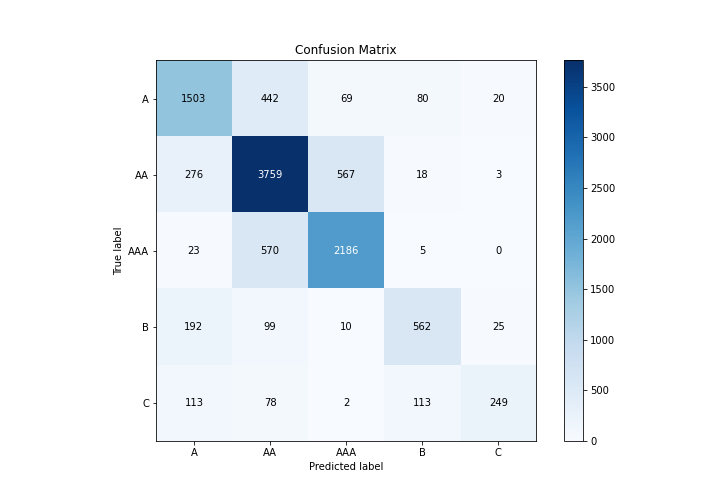 Confusion Matrix
A 1503 442 69 80 20
AA 276 3759 567 18 3
AAA 23 570 2186 5 0
B 192 99 10 562 25
C 113 78 2 113 249
A AA AAA B C
Predicted label
True label
3500
3000
2500
2000
1500
1000
500
0